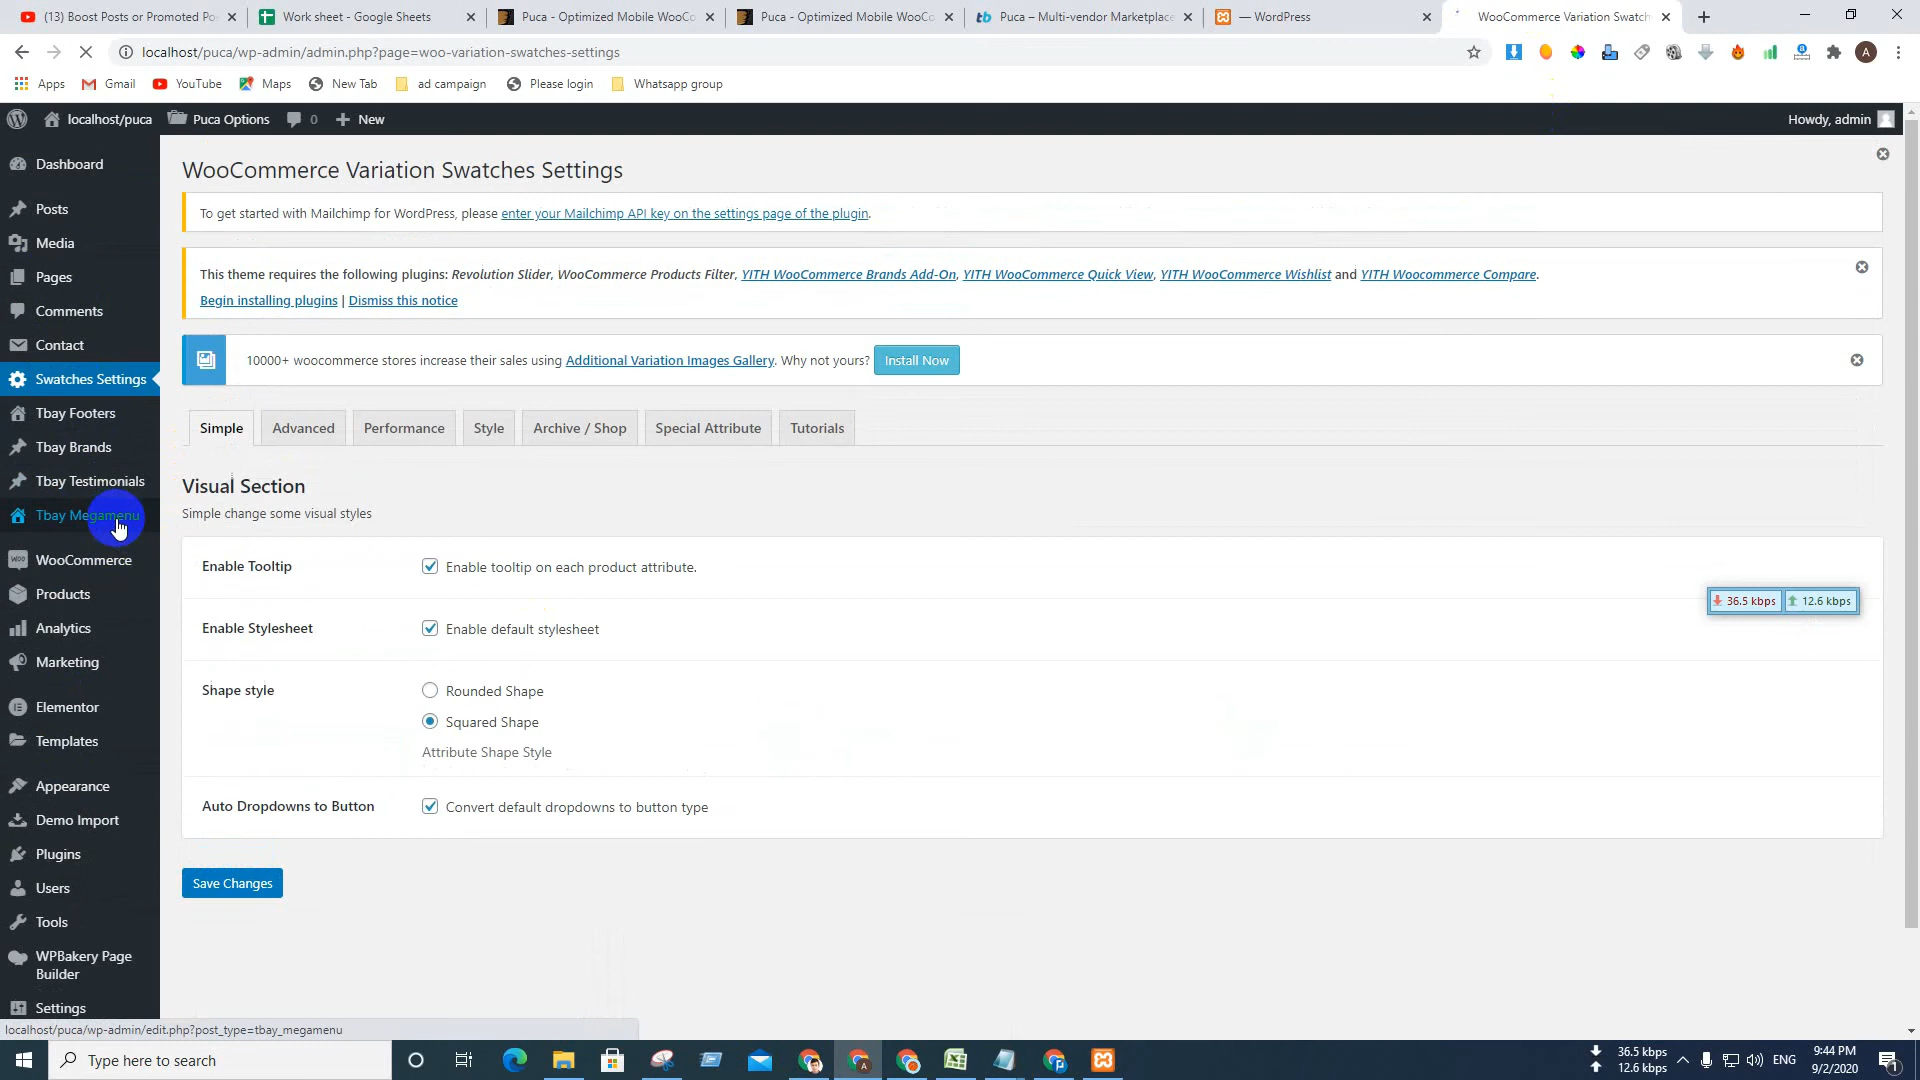 (13) Boost Posts or Promoted Po
Work sheet - Google Sheets
Puca - Optimized Mobile WooCo
Puca - Optimized Mobile WooCo
Puca – Multi-vendor Marketplace
— WordPress
WooCommerce Variation Swatch
localhost/puca/wp-admin/admin.php?page=woo-variation-swatches-settings
A
Apps
Gmail
YouTube
Maps
New Tab
ad campaign
Please login
Whatsapp group
localhost/puca
Puca Options
0
New
Howdy, admin
Dashboard
Posts
Media
Pages
Comments
Contact
Swatches Settings
Tbay Footers
Tbay Brands
Tbay Testimonials
Tbay Megamenu
WooCommerce
Products
Analytics
Marketing
Elementor
Templates
Appearance
Demo Import
Plugins
Users
Tools
WPBakery Page
Builder
Settings
WooCommerce Variation Swatches Settings
To get started with Mailchimp for WordPress, please enter your Mailchimp API key on the settings page of the plugin.
This theme requires the following plugins: Revolution Slider, WooCommerce Products Filter, YITH WooCommerce Brands Add-On, YITH WooCommerce Quick View, YITH WooCommerce Wishlist and YITH Woocommerce Compare.
Begin installing plugins | Dismiss this notice
10000+ woocommerce stores increase their sales using Additional Variation Images Gallery. Why not yours? Install Now
Simple
Advanced
Performance
Style
Archive / Shop
Special Attribute
Tutorials
Visual Section
Simple change some visual styles
Enable Tooltip
Enable tooltip on each product attribute.
36.5 kbps
12.6 kbps
Enable Stylesheet
Enable default stylesheet
Shape style
Rounded Shape
Squared Shape
Attribute Shape Style
Auto Dropdowns to Button
Convert default dropdowns to button type
Save Changes
localhost/puca/wp-admin/edit.php?post_type=tbay_megamenu
Type here to search
36.5 kbps
12.6 kbps
ENG
9:44 PM
9/2/2020
1